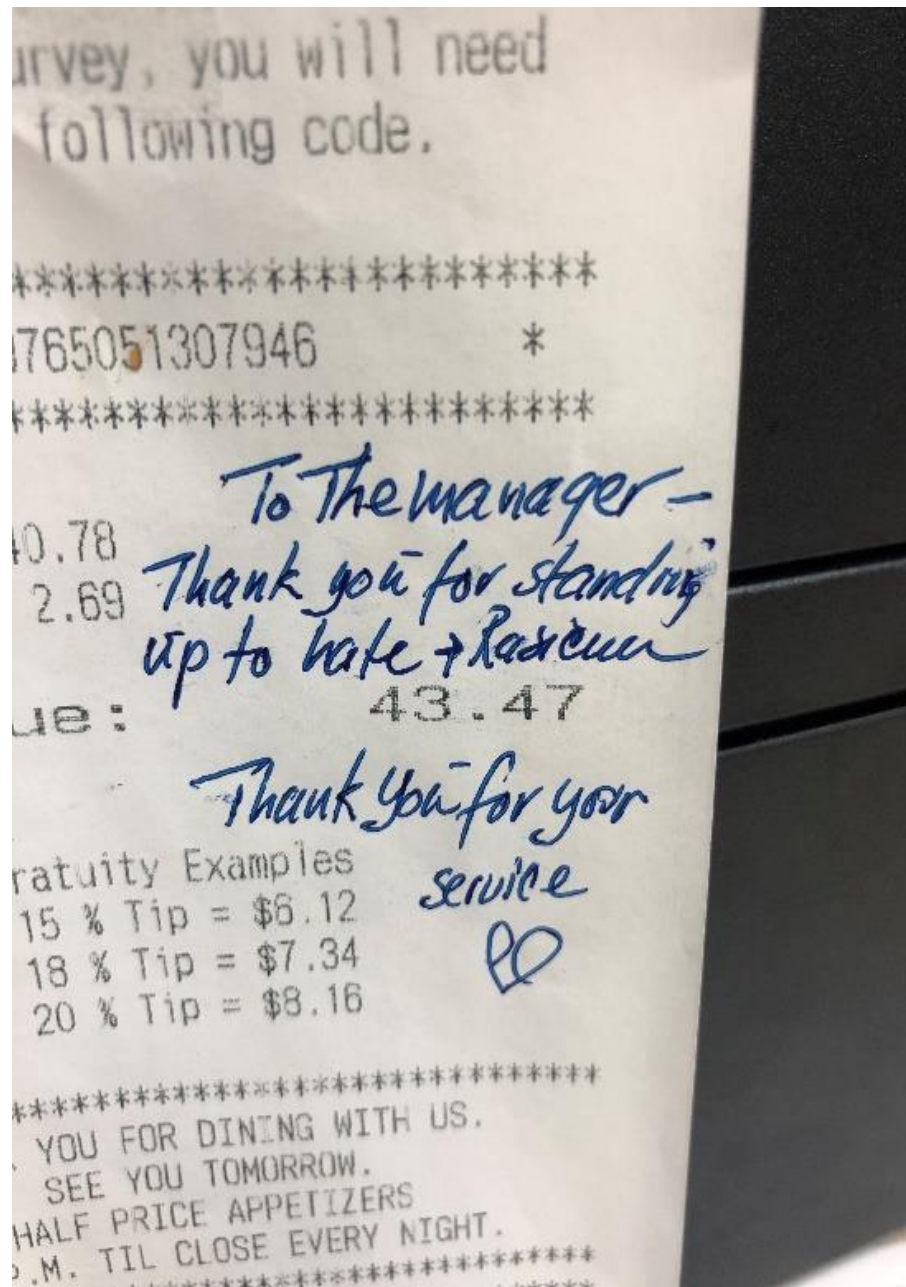 urvey, you will need
following code.
************************
765051307946 *
************************
To The manager -
40.78
Thank you for standing
2.69
up to hate + Racism
ue: 43.47
Thank you for your
service
ratuity Examples
15 % Tip = $6.12
18 % Tip = $7.34
20 % Tip = $8.16
************************
YOU FOR DINING WITH US.
SEE YOU TOMORROW.
HALF PRICE APPETIZERS
P.M. TIL CLOSE EVERY NIGHT.
************************